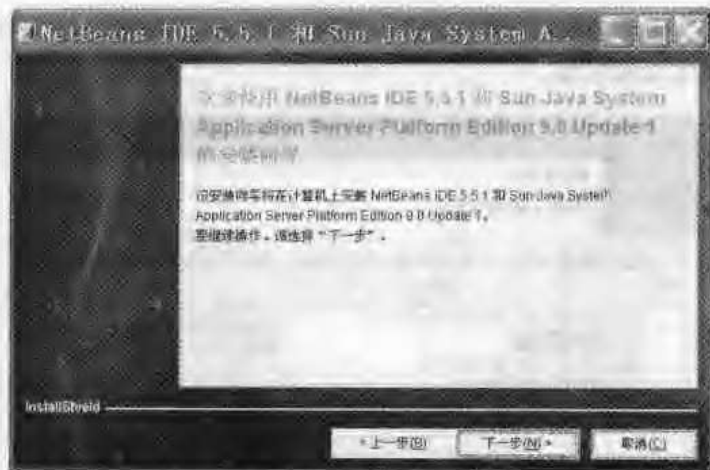 NetBeans IDE 5.5.1 和 Sun Java System A..
欢迎使用 NetBeans IDE 5.5.1 和 Sun Java System
Application Server Platform Edition 9.0 Update 1
的安装向导
该安装向导将在计算机上安装 NetBeans IDE 5.5.1 和 Sun Java System
Application Server Platform Edition 9.0 Update 1。
要继续操作，请选择“下一步”。
InstallShield
< 上一步(B)
下一步(N) >
取消(C)